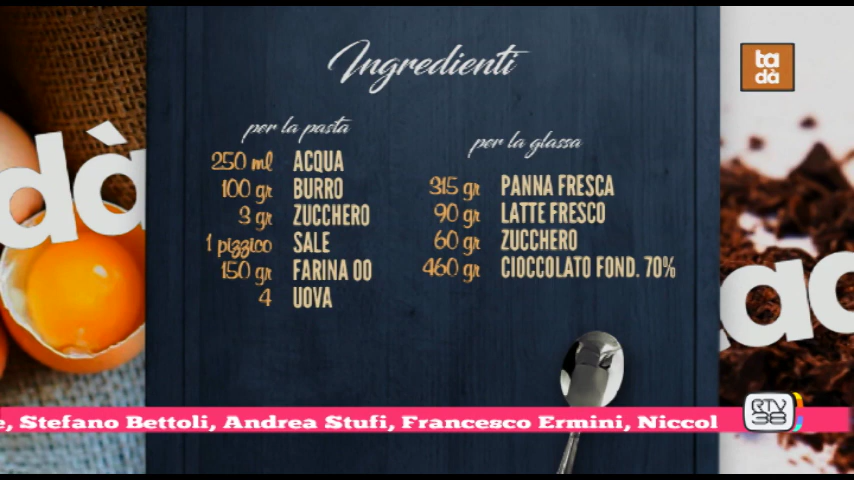 Ingredienti
per la pasta
250 ml ACQUA
100 gr BURRO
3 gr ZUCCHERO
1 pizzico SALE
150 gr FARINA 00
4 UOVA
per la glassa
315 gr PANNA FRESCA
90 gr LATTE FRESCO
60 gr ZUCCHERO
460 gr CIOCCOLATO FOND. 70%
ta
dà
dà
ad
e, Stefano Bettoli, Andrea Stufi, Francesco Ermini, Niccol
RTV
38